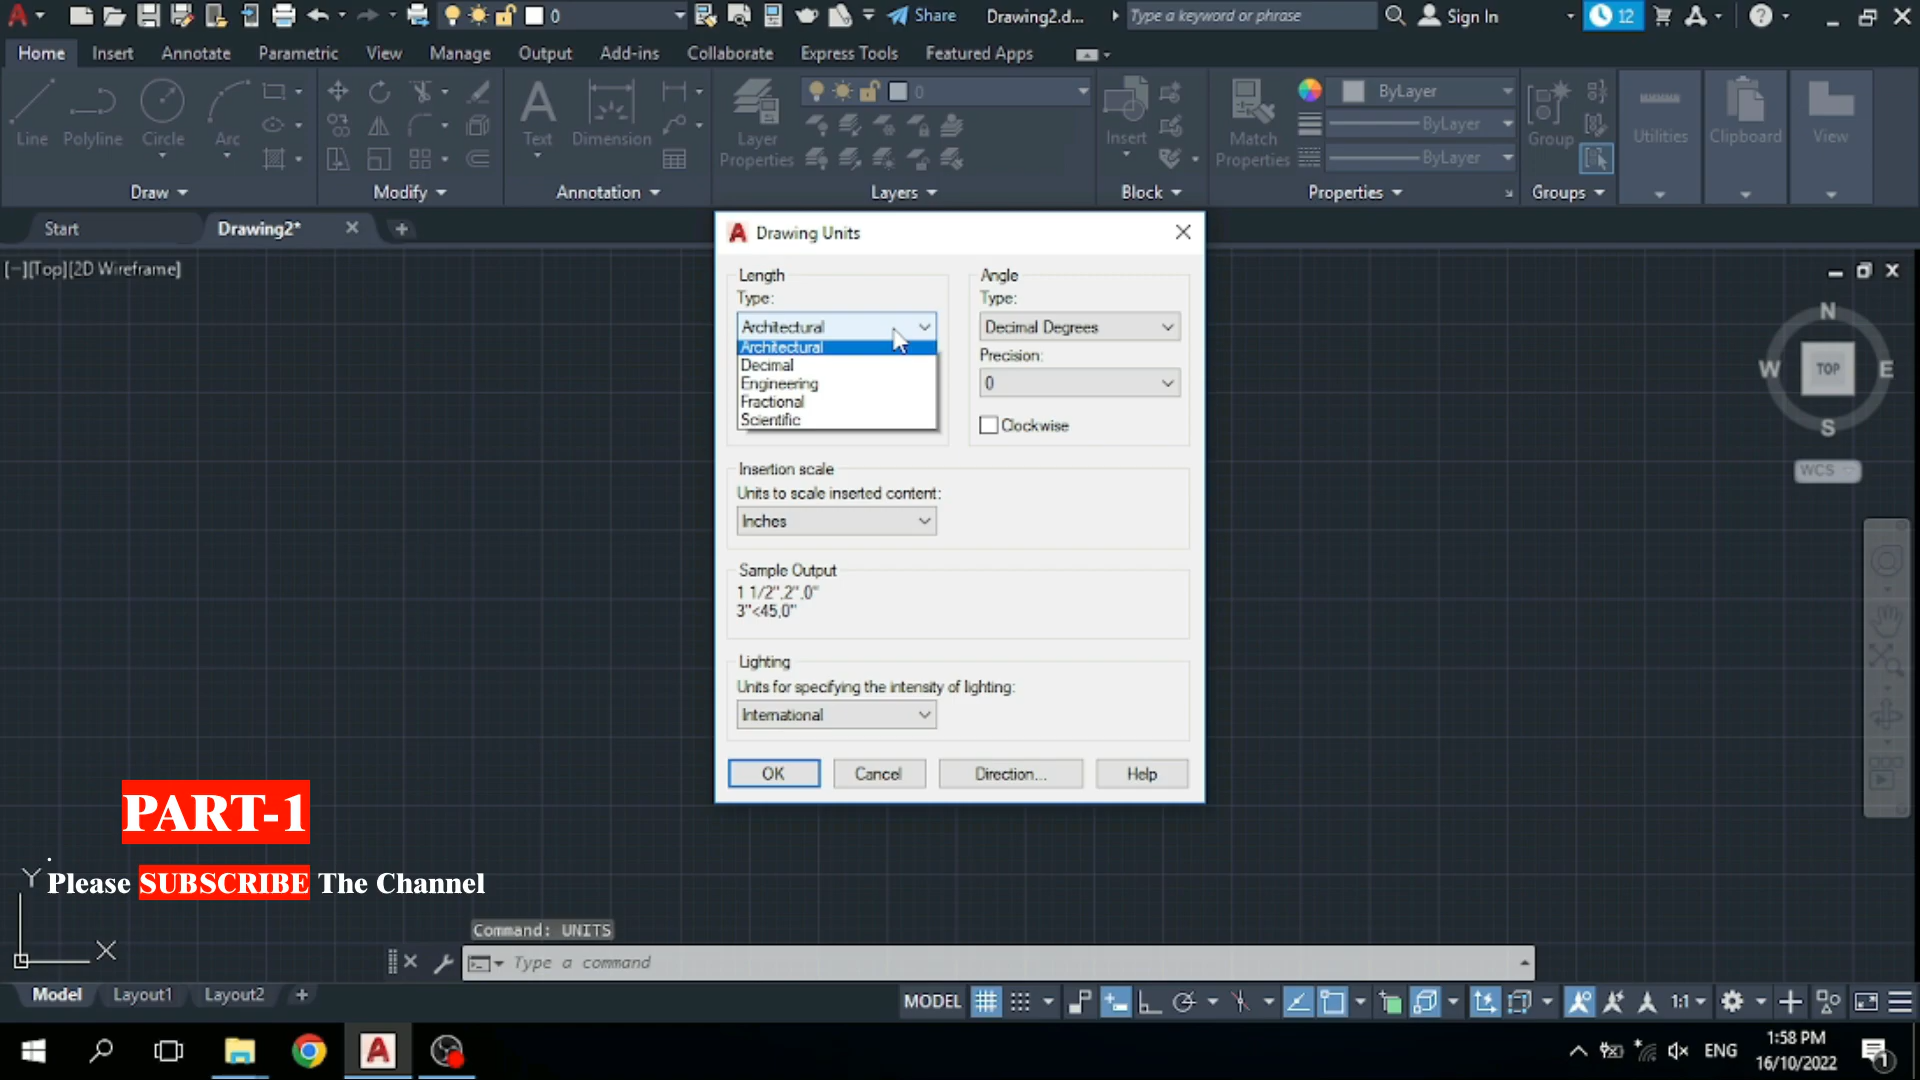 0
Share
Drawing2.d...
Type a keyword or phrase
Sign In
12
Home
Insert
Annotate
Parametric
View
Manage
Output
Add-ins
Collaborate
Express Tools
Featured Apps
Line
Polyline
Circle
Arc
Draw
Modify
Text
Dimension
Annotation
Layer
Properties
0
Layers
Insert
Block
Match
Properties
ByLayer
ByLayer
ByLayer
Properties
Group
Groups
Utilities
Clipboard
View
Start
Drawing2*
[−][Top][2D Wireframe]
N
W
TOP
E
S
WCS
Drawing Units
Length
Type:
Architectural
Architectural
Decimal
Engineering
Fractional
Scientific
Angle
Type:
Decimal Degrees
Precision:
0
Clockwise
Insertion scale
Units to scale inserted content:
Inches
Sample Output
1 1/2",2",0"
3"<45,0"
Lighting
Units for specifying the intensity of lighting:
International
OK
Cancel
Direction...
Help
PART-1
.
Please SUBSCRIBE The Channel
Y
X
Command: UNITS
Type a command
Model
Layout1
Layout2
MODEL
1:1
ENG
1:58 PM
16/10/2022
1